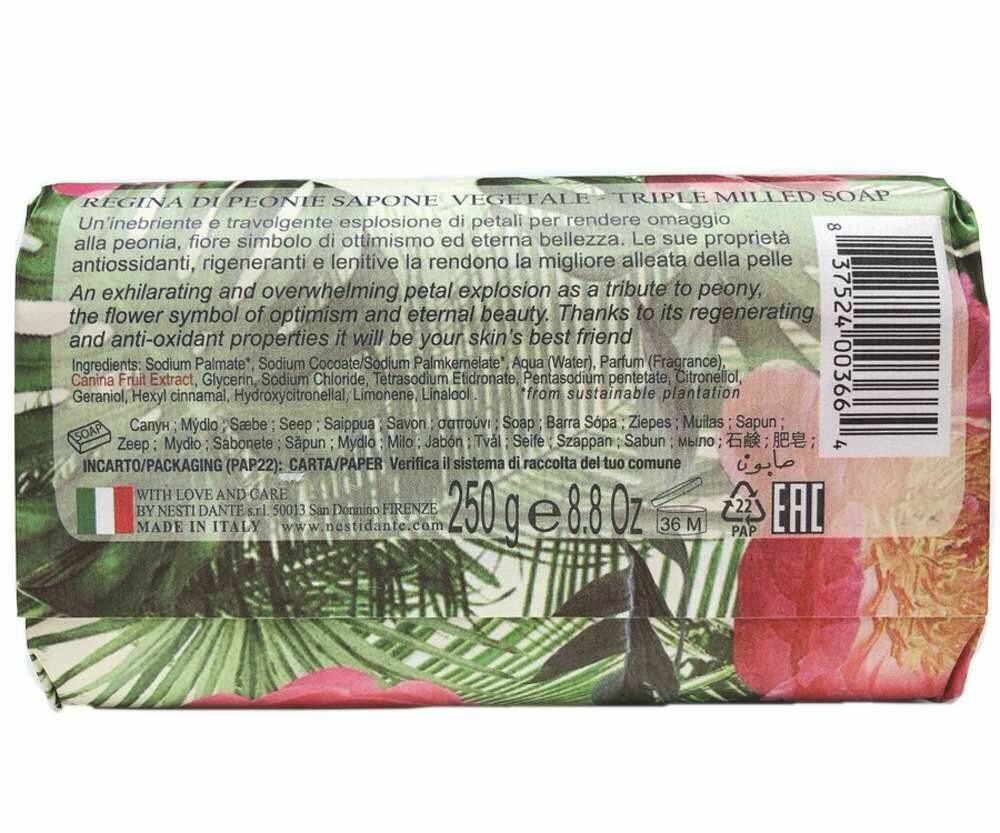 REGINA DI PEONIE SAPONE VEGETALE - TRIPLE MILLED SOAP
Un'inebriente e travolgente esplosione di petali per rendere omaggio
alla peonia, fiore simbolo di ottimismo ed eterna bellezza. Le sue proprietà
antiossidanti, rigeneranti e lenitive la rendono la migliore alleata della pelle
An exhilarating and overwhelming petal explosion as a tribute to peony,
the flower symbol of optimism and eternal beauty. Thanks to its regenerating
and anti-oxidant properties it will be your skin's best friend
Ingredients: Sodium Palmate*, Sodium Cocoate/Sodium Palmkernelate*, Aqua (Water), Parfum (Fragrance),
Canina Fruit Extract, Glycerin, Sodium Chloride, Tetrasodium Etidronate, Pentasodium pentetate, Citronellol,
Geraniol, Hexyl cinnamal, Hydroxycitronellal, Limonene, Linalool . *from sustainable plantation
SOAP
Сапун ; Mýdlo ; Sæbe ; Seep ; Saippua ; Savon ; σαπούνι ; Soap ; Barra Sópa ; Ziepes ; Muilas ; Sapun ;
Zeep ; Mydło ; Sabonete ; Săpun ; Mydlo ; Milo ; Jabón ; Tvål ; Seife ; Szappan ; Sabun ; мыло ; 石鹸 ; 肥皂 ;
صابون
INCARTO/PACKAGING (PAP22): CARTA/PAPER Verifica il sistema di raccolta del tuo comune
WITH LOVE AND CARE
BY NESTI DANTE s.r.l. 50013 San Donnino FIRENZE
MADE IN ITALY www.nestidante.com
250 g e 8.8 Oz
36 M
22
PAP
EAC
8 37524 00366 4